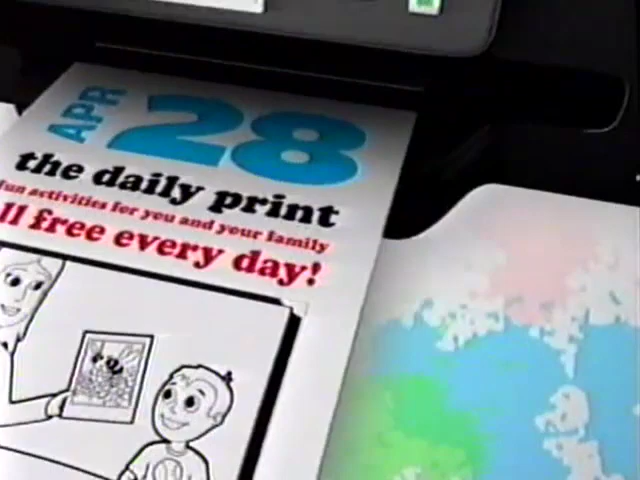 APR 28
the daily print
fun activities for you and your family
ll free every day!